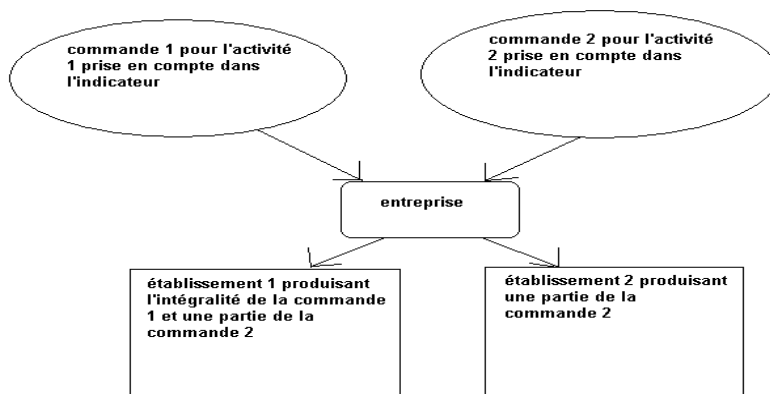 commande 1 pour l'activité
1 prise en compte dans
l'indicateur
commande 2 pour l'activité
2 prise en compte dans
l'indicateur
entreprise
établissement 1 produisant
l'intégralité de la commande
1 et une partie de la
commande 2
établissement 2 produisant
une partie de la
commande 2